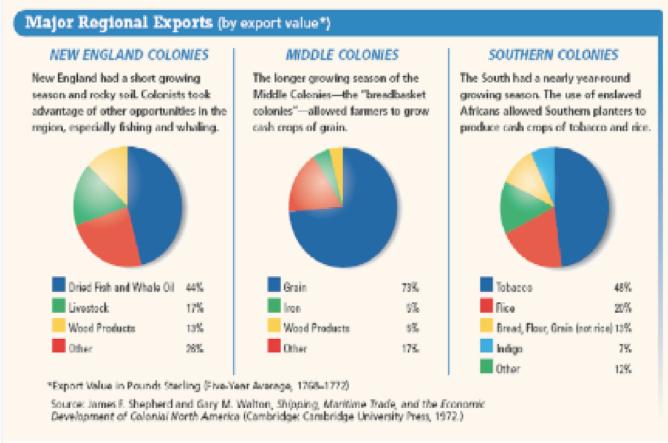 Major Regional Exports (by export value*)
NEW ENGLAND COLONIES
New England had a short growing
season and rocky soil. Colonists took
advantage of other opportunities in the
region, especially fishing and whaling.
Dried Fish and Whale Oil 44%
Livestock 17%
Wood Products 13%
Other 26%
MIDDLE COLONIES
The longer growing season of the
Middle Colonies—the "breadbasket
colonies"—allowed farmers to grow
cash crops of grain.
Grain 73%
Iron 5%
Wood Products 5%
Other 17%
SOUTHERN COLONIES
The South had a nearly year-round
growing season. The use of enslaved
Africans allowed Southern planters to
produce cash crops of tobacco and rice.
Tobacco 48%
Rice 20%
Bread, Flour, Grain (not rice) 13%
Indigo 7%
Other 12%
*Export Value in Pounds Sterling (Five-Year Average, 1768–1772)
Source: James F. Shepherd and Gary M. Walton, Shipping, Maritime Trade, and the Economic
Development of Colonial North America (Cambridge: Cambridge University Press, 1972.)